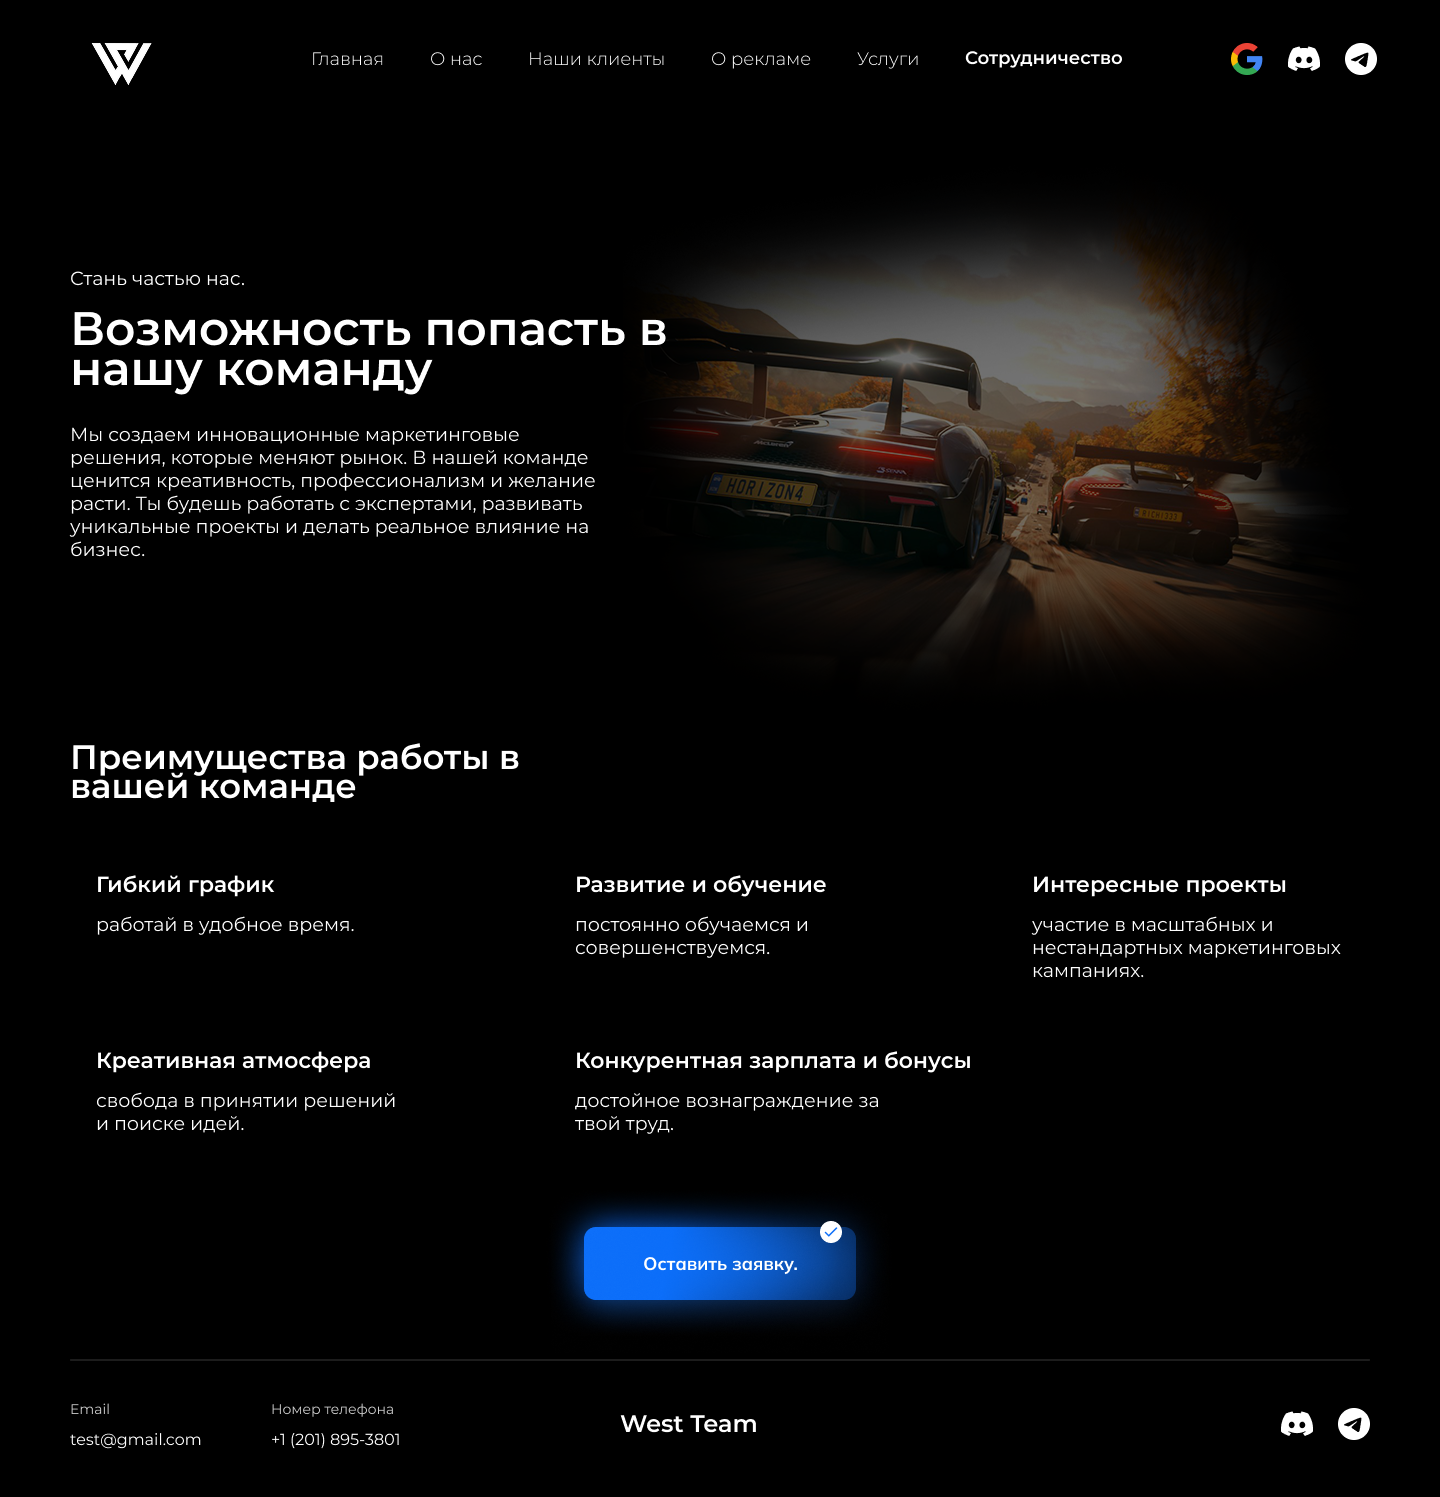 Главная
О нас
Наши клиенты
О рекламе
Услуги
Сотрудничество
Стань частью нас.
Возможность попасть в
нашу команду
Мы создаем инновационные маркетинговые
решения, которые меняют рынок. В нашей команде
ценится креативность, профессионализм и желание
расти. Ты будешь работать с экспертами, развивать
уникальные проекты и делать реальное влияние на
бизнес.
HORIZON4
Преимущества работы в
вашей команде
Гибкий график
работай в удобное время.
Развитие и обучение
постоянно обучаемся и
совершенствуемся.
Интересные проекты
участие в масштабных и
нестандартных маркетинговых
кампаниях.
Креативная атмосфера
свобода в принятии решений
и поиске идей.
Конкурентная зарплата и бонусы
достойное вознаграждение за
твой труд.
Оставить заявку.
Email
test@gmail.com
Номер телефона
+1 (201) 895-3801
West Team